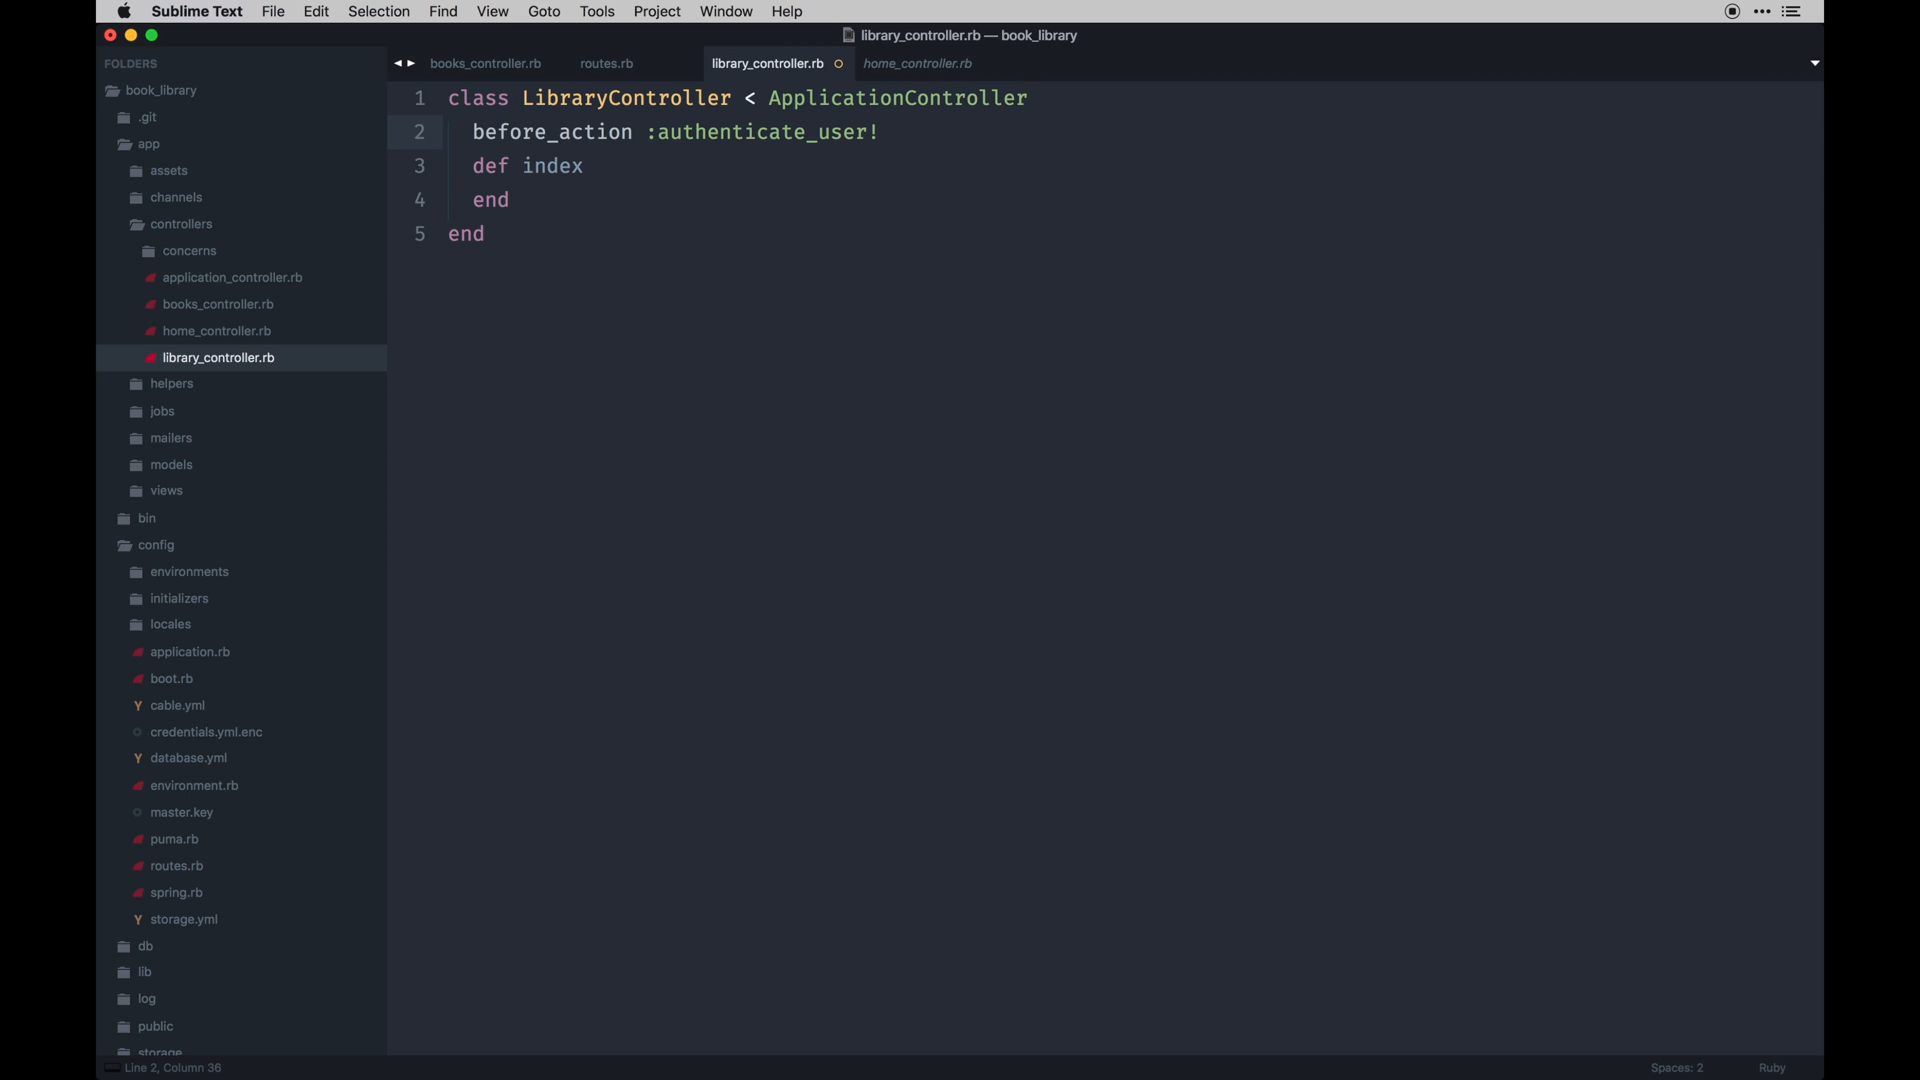 Sublime Text File Edit Selection Find View Goto Tools Project Window Help
library_controller.rb — book_library
FOLDERS
book_library
.git
app
assets
channels
controllers
concerns
application_controller.rb
books_controller.rb
home_controller.rb
library_controller.rb
helpers
jobs
mailers
models
views
bin
config
environments
initializers
locales
application.rb
boot.rb
Y cable.yml
credentials.yml.enc
Y database.yml
environment.rb
master.key
puma.rb
routes.rb
spring.rb
Y storage.yml
db
lib
log
public
storage
books_controller.rb routes.rb library_controller.rb home_controller.rb
1 class LibraryController < ApplicationController
2 before_action :authenticate_user!
3 def index
4 end
5 end
Line 2, Column 36 Spaces: 2 Ruby